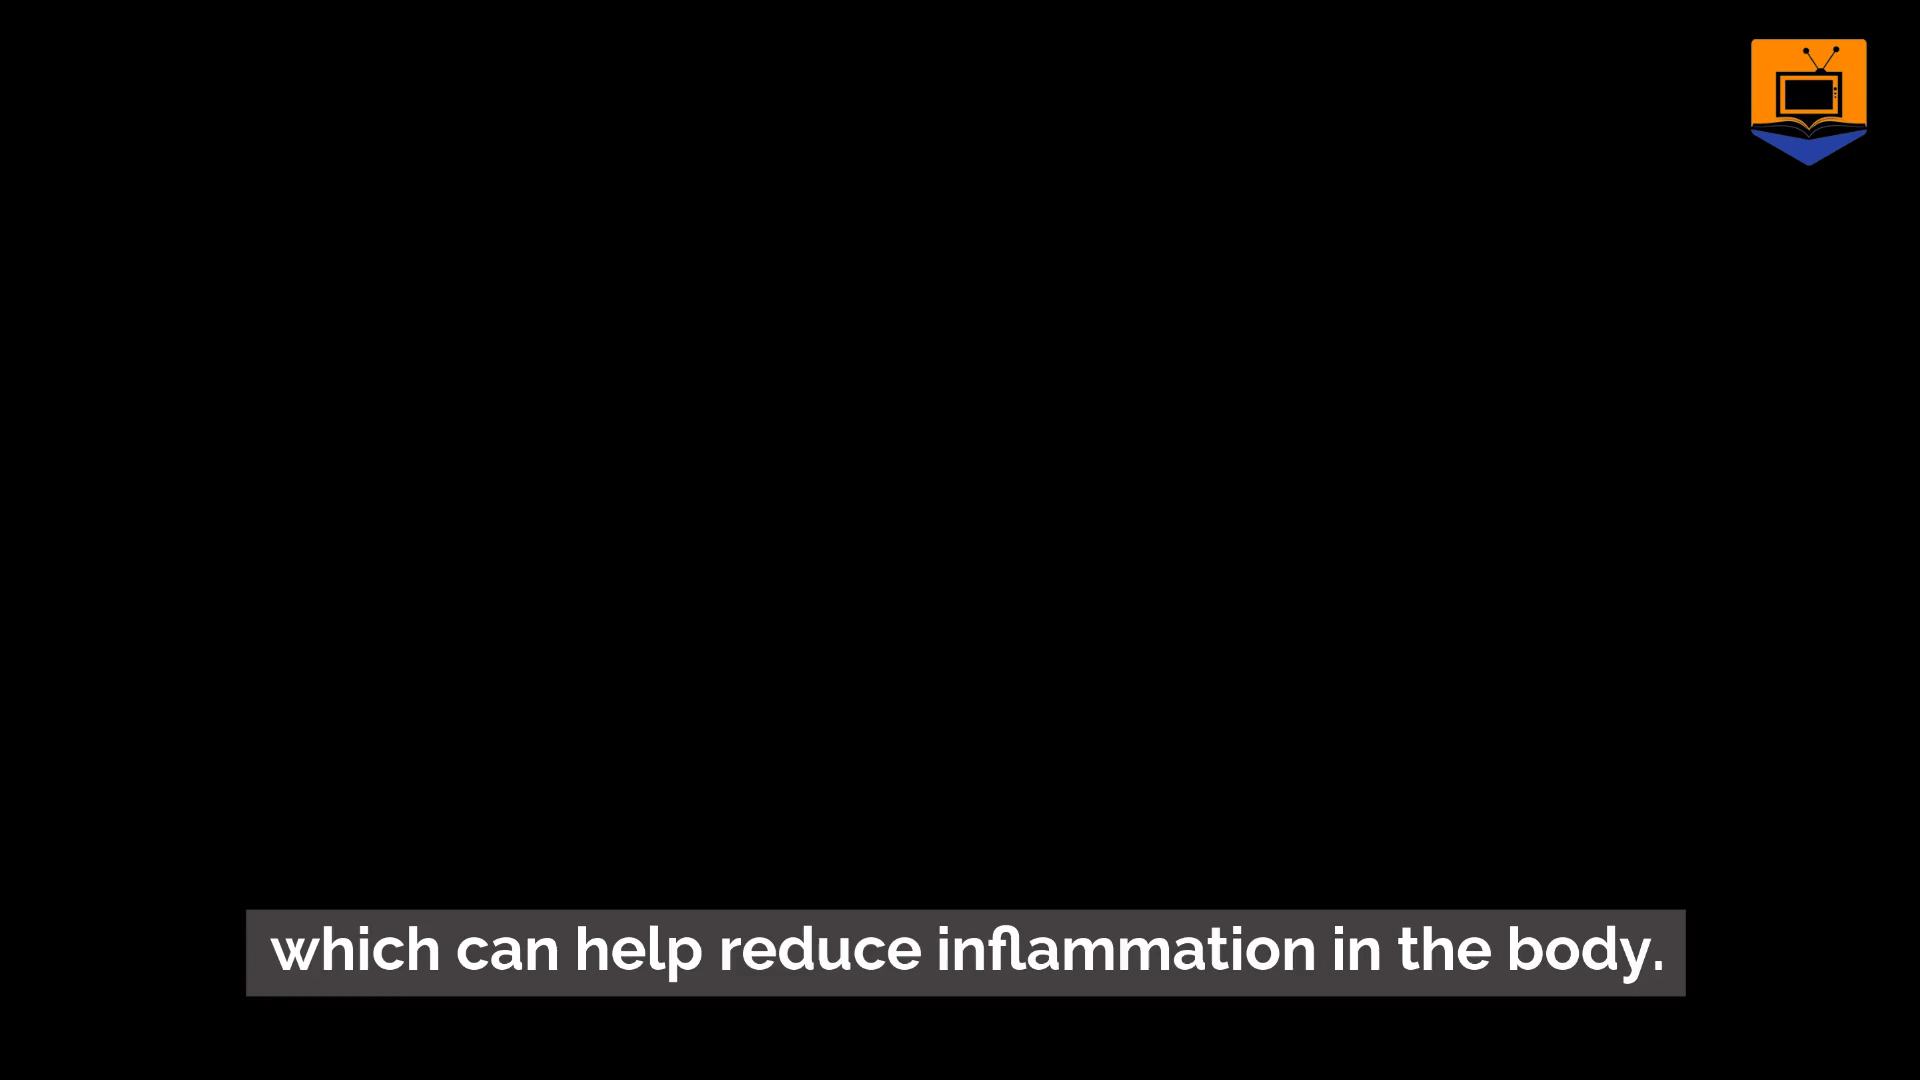 which can help reduce inflammation in the body.